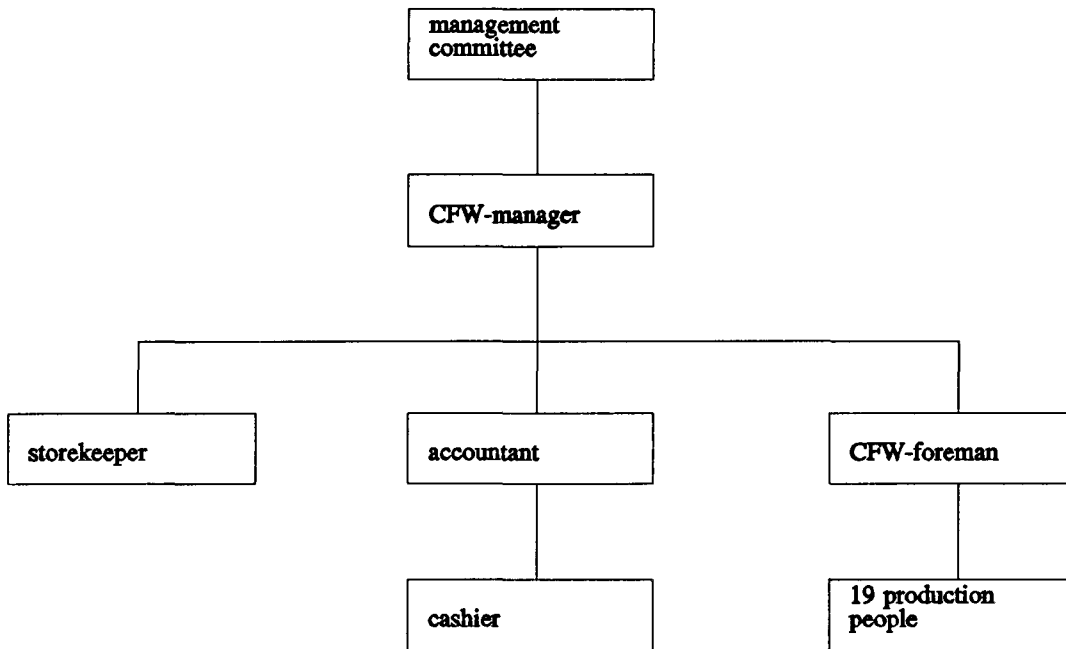 management
committee
CFW-manager
storekeeper
accountant
CFW-foreman
cashier
19 production
people